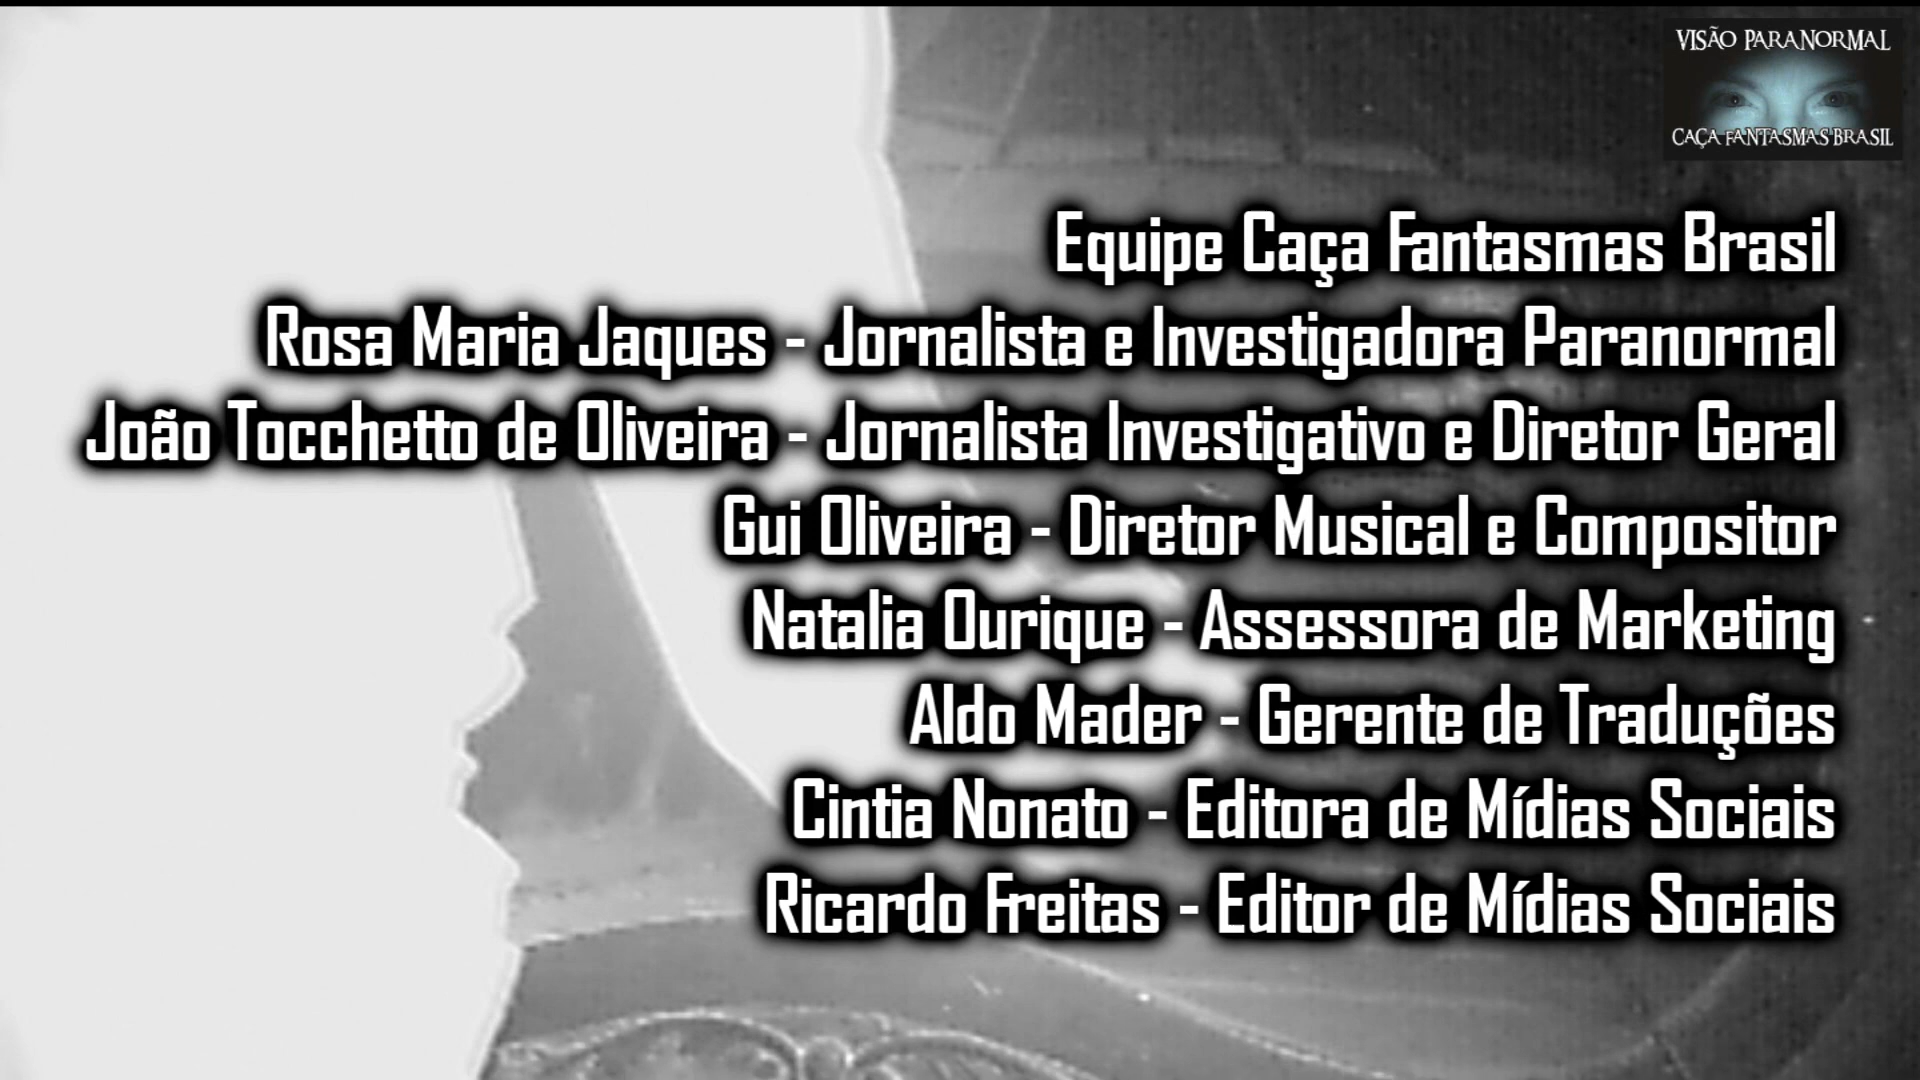 VISÃO PARANORMAL
CAÇA FANTASMAS BRASIL
Equipe Caça Fantasmas Brasil
Rosa Maria Jaques - Jornalista e Investigadora Paranormal
João Tocchetto de Oliveira - Jornalista Investigativo e Diretor Geral
Gui Oliveira - Diretor Musical e Compositor
Natalia Ourique - Assessora de Marketing
Aldo Mader - Gerente de Traduções
Cintia Nonato - Editora de Mídias Sociais
Ricardo Freitas - Editor de Mídias Sociais